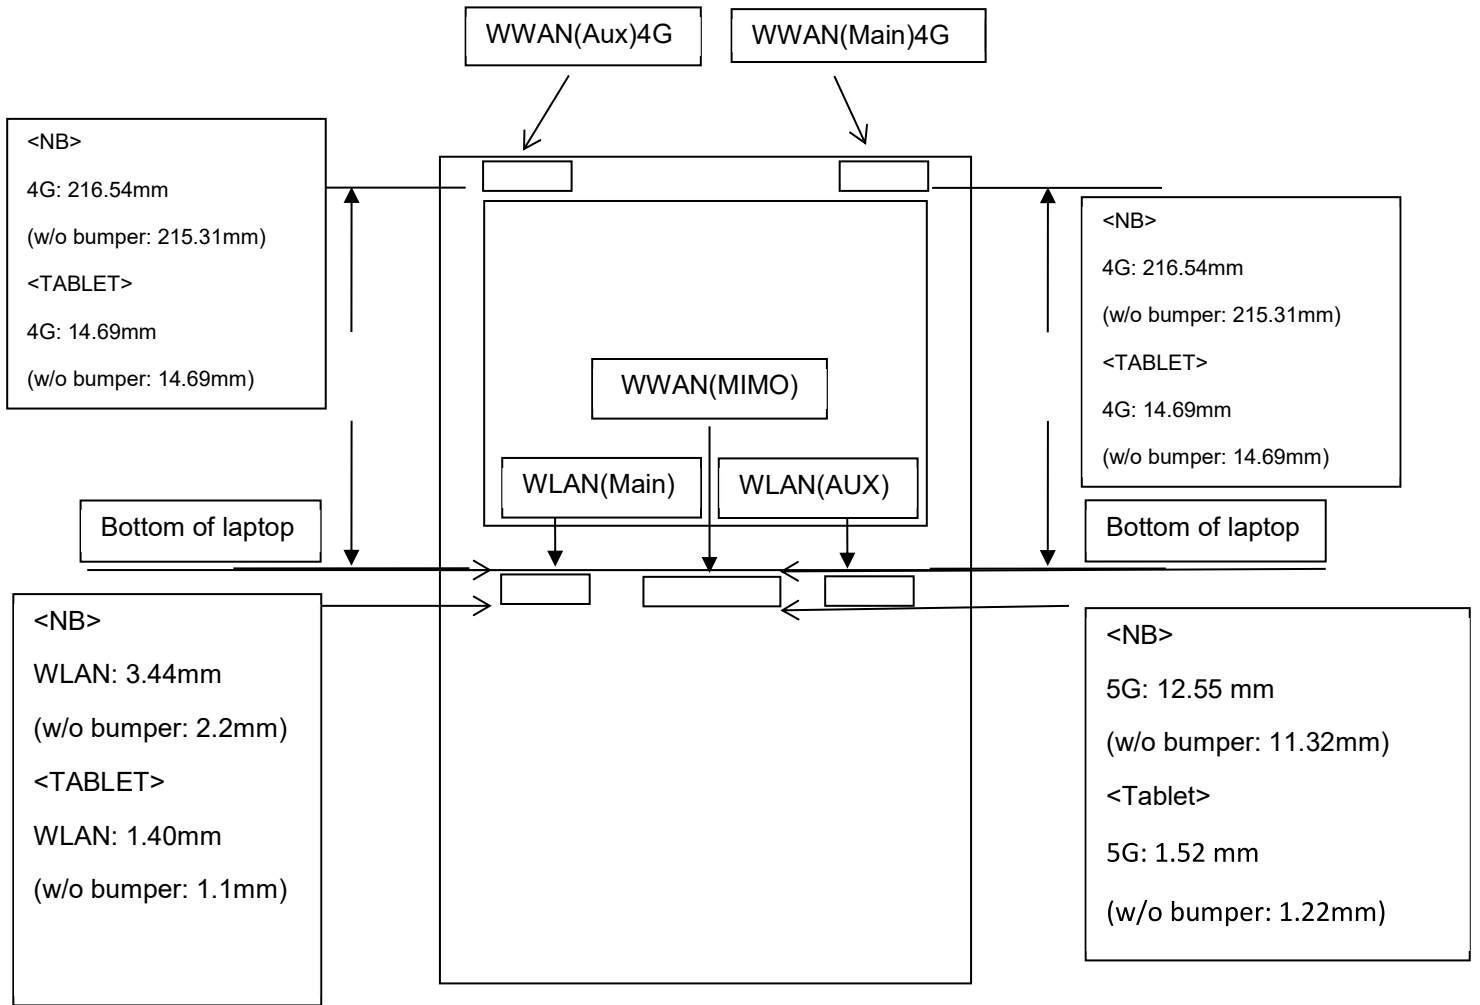 WWAN(Aux)4G
WWAN(Main)4G
<NB>
4G: 216.54mm
(w/o bumper: 215.31mm)
<TABLET>
4G: 14.69mm
(w/o bumper: 14.69mm)
<NB>
4G: 216.54mm
(w/o bumper: 215.31mm)
<TABLET>
4G: 14.69mm
(w/o bumper: 14.69mm)
WWAN(MIMO)
WLAN(Main)
WLAN(AUX)
Bottom of laptop
Bottom of laptop
<NB>
WLAN: 3.44mm
(w/o bumper: 2.2mm)
<TABLET>
WLAN: 1.40mm
(w/o bumper: 1.1mm)
<NB>
5G: 12.55 mm
(w/o bumper: 11.32mm)
<Tablet>
5G: 1.52 mm
(w/o bumper: 1.22mm)